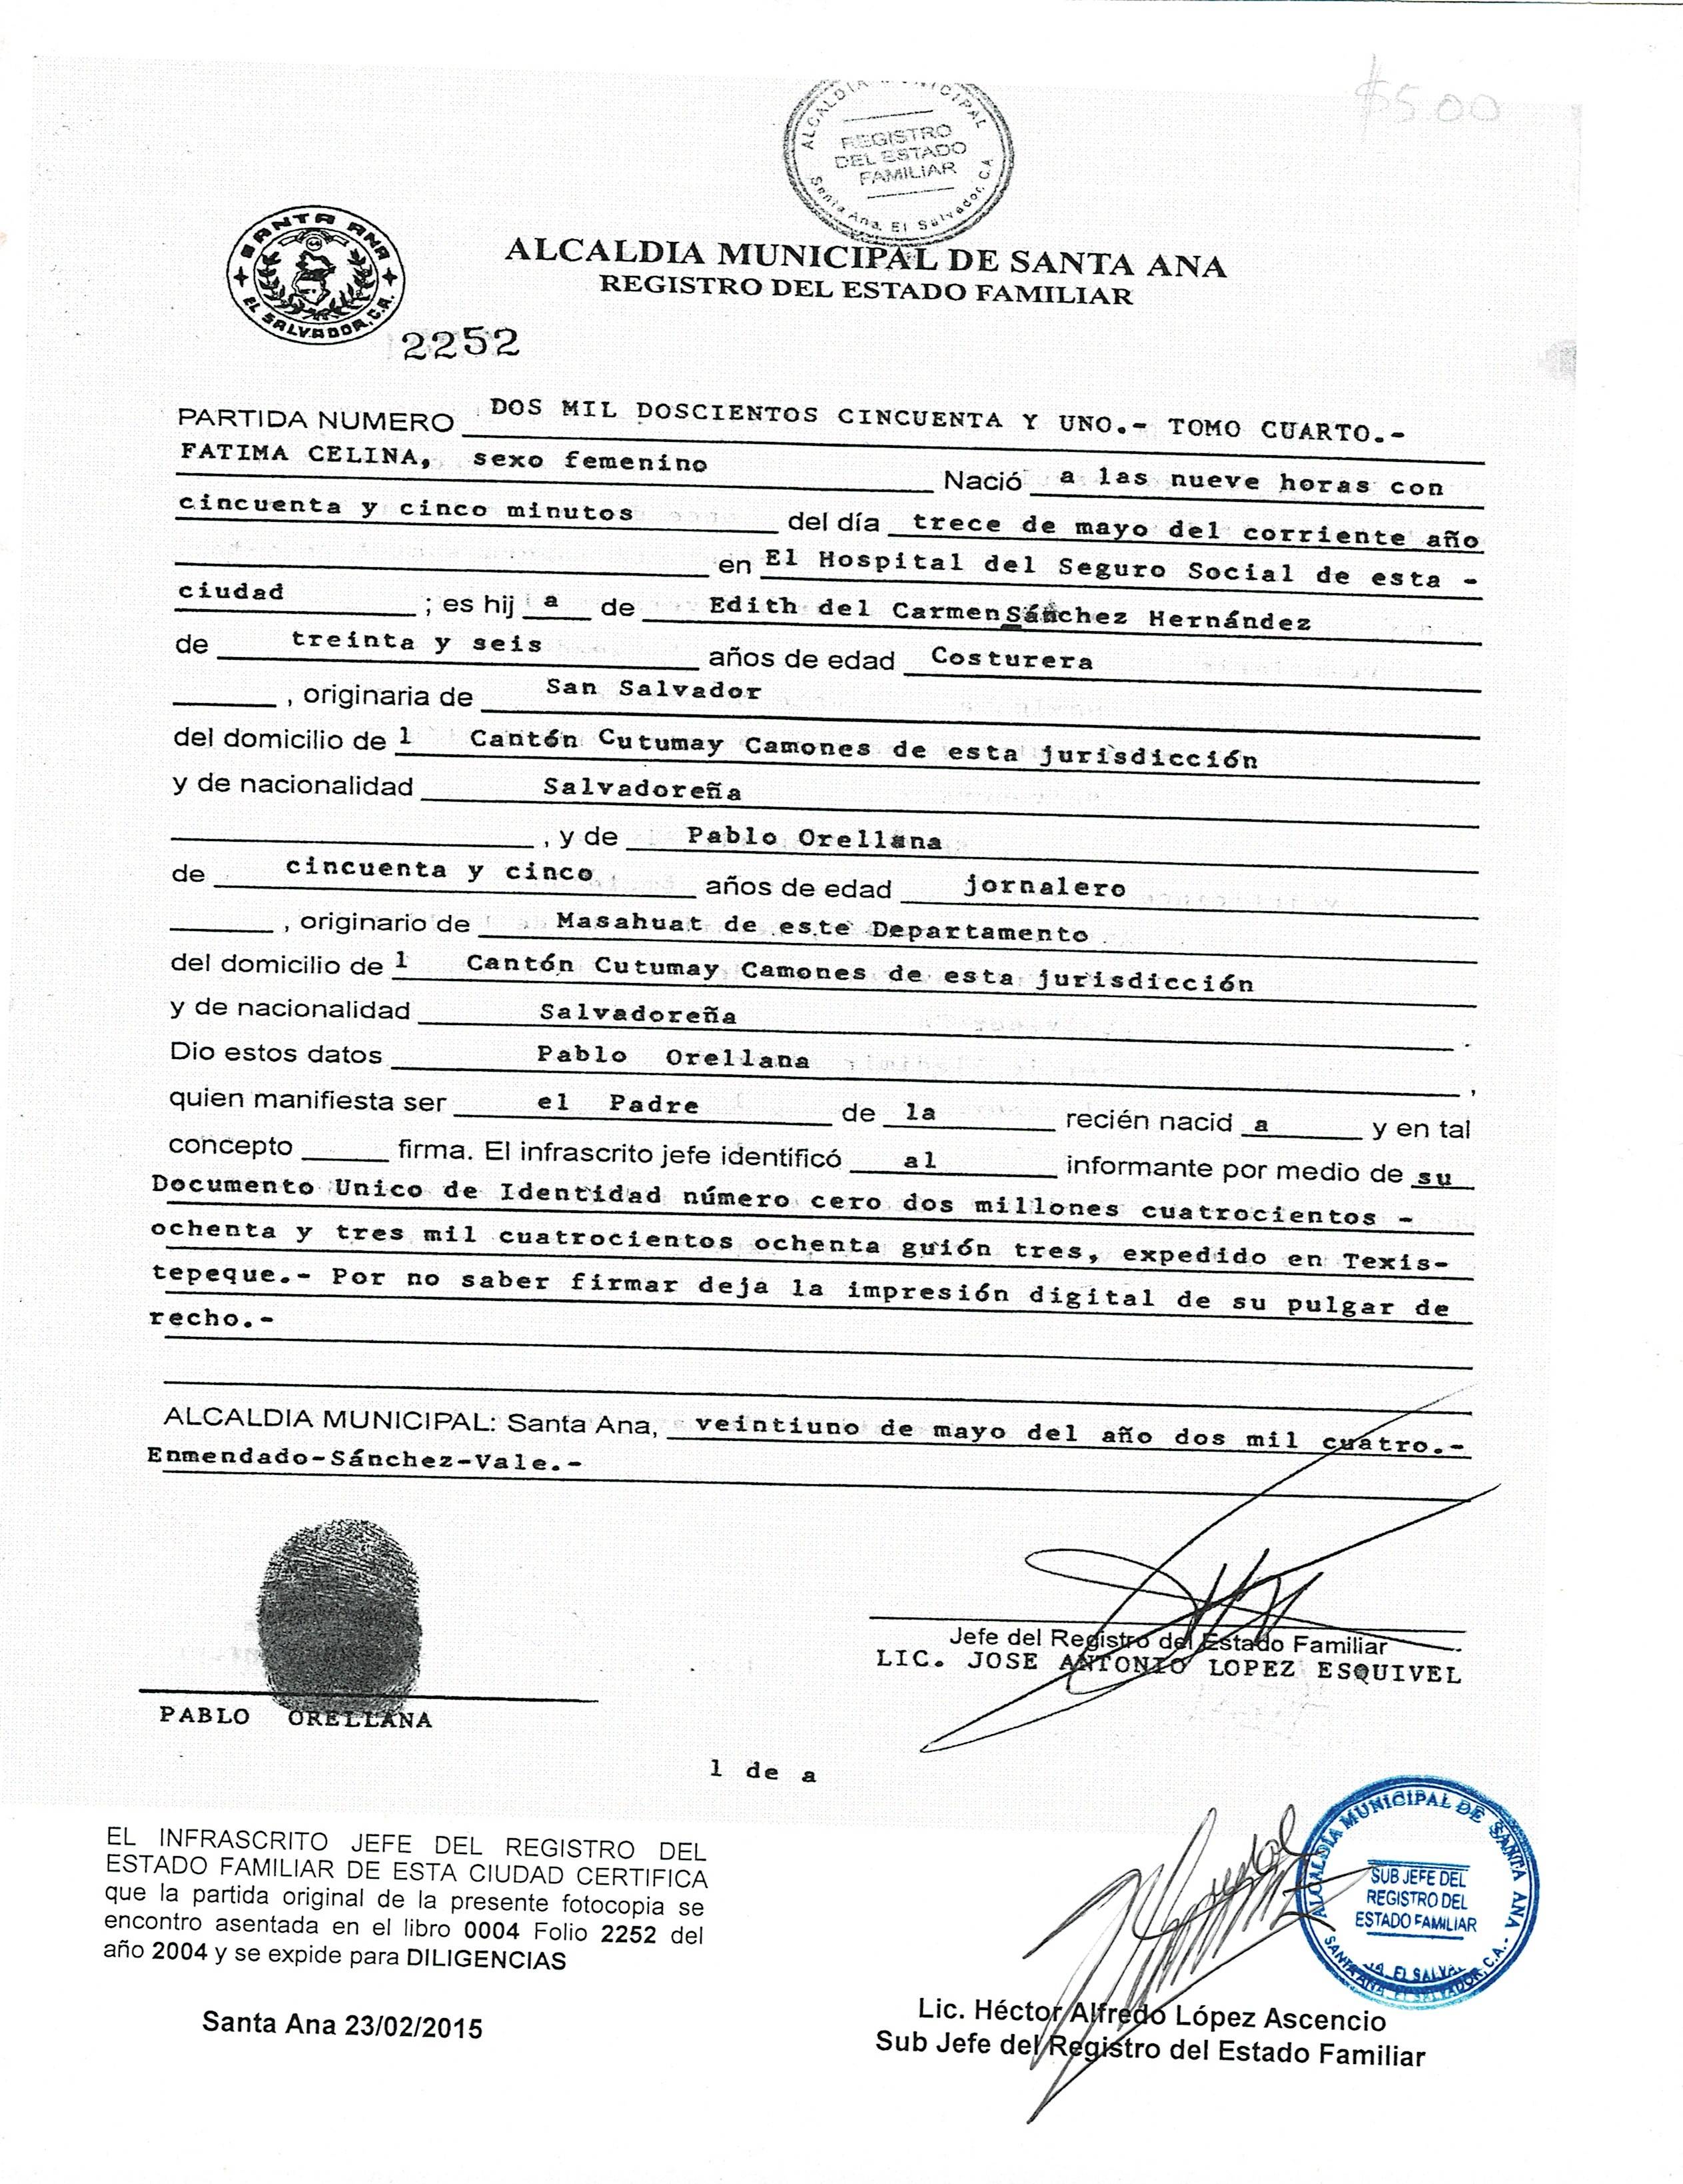 $5.00
ALCALDIA MUNICIPAL
REGISTRO
DEL ESTADO
FAMILIAR
Santa Ana, El Salvador, C.A
SANTA ANA
EL SALVADOR, C.A.
ALCALDIA MUNICIPAL DE SANTA ANA
REGISTRO DEL ESTADO FAMILIAR
2252
PARTIDA NUMERO DOS MIL DOSCIENTOS CINCUENTA Y UNO.- TOMO CUARTO.-
FATIMA CELINA, sexo femenino Nació a las nueve horas con
cincuenta y cinco minutos del día trece de mayo del corriente año
en El Hospital del Seguro Social de esta -
ciudad ; es hij a de Edith del Carmen Sánchez Hernández
de treinta y seis años de edad Costurera
, originaria de San Salvador
del domicilio de l Cantón Cutumay Camones de esta jurisdicción
y de nacionalidad Salvadoreña
, y de Pablo Orellana
de cincuenta y cinco años de edad jornalero
, originario de Masahuat de este Departamento
del domicilio de l Cantón Cutumay Camones de esta jurisdicción
y de nacionalidad Salvadoreña .
Dio estos datos Pablo Orellana ,
quien manifiesta ser el Padre de la recién nacid a y en tal
concepto firma. El infrascrito jefe identificó al informante por medio de su
Documento Unico de Identidad número cero dos millones cuatrocientos -
ochenta y tres mil cuatrocientos ochenta guión tres, expedido en Texis-
tepeque.- Por no saber firmar deja la impresión digital de su pulgar de
recho.-
ALCALDIA MUNICIPAL: Santa Ana, veintiuno de mayo del año dos mil cuatro.-
Enmendado-Sánchez-Vale.-
Jefe del Registro del Estado Familiar
LIC. JOSE ANTONIO LOPEZ ESQUIVEL
PABLO ORELLANA
l de a
EL INFRASCRITO JEFE DEL REGISTRO DEL
ESTADO FAMILIAR DE ESTA CIUDAD CERTIFICA
que la partida original de la presente fotocopia se
encontro asentada en el libro 0004 Folio 2252 del
año 2004 y se expide para DILIGENCIAS
Santa Ana 23/02/2015
ALCALDIA MUNICIPAL DE SANTA ANA
SUB JEFE DEL
REGISTRO DEL
ESTADO FAMILIAR
SANTA ANA, EL SALVADOR, C.A.-
Lic. Héctor Alfredo López Ascencio
Sub Jefe del Registro del Estado Familiar